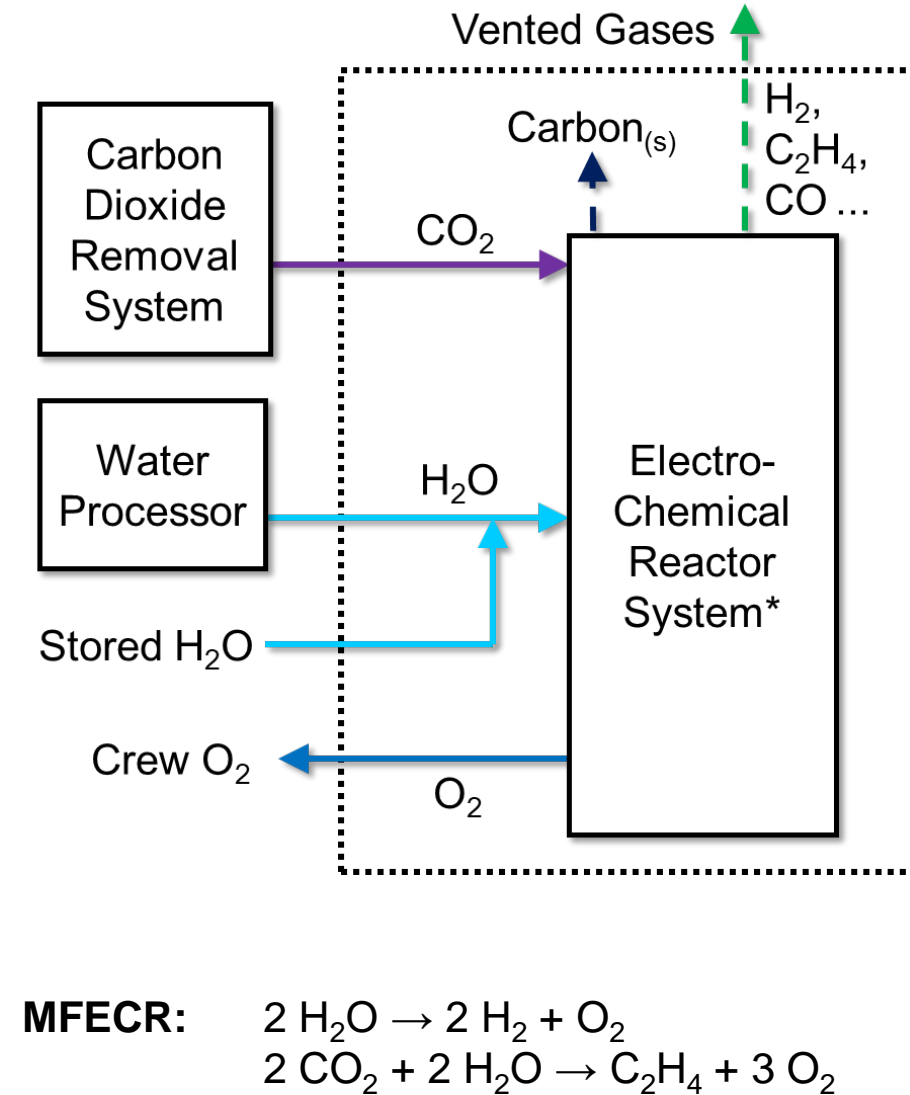 Vented Gases
H₂,
C₂H₄,
CO ...
Carbon₍s₎
Carbon
Dioxide
Removal
System
CO₂
Water
Processor
H₂O
Electro-
Chemical
Reactor
System*
Stored H₂O
Crew O₂
O₂
MFECR: 2 H₂O → 2 H₂ + O₂
2 CO₂ + 2 H₂O → C₂H₄ + 3 O₂